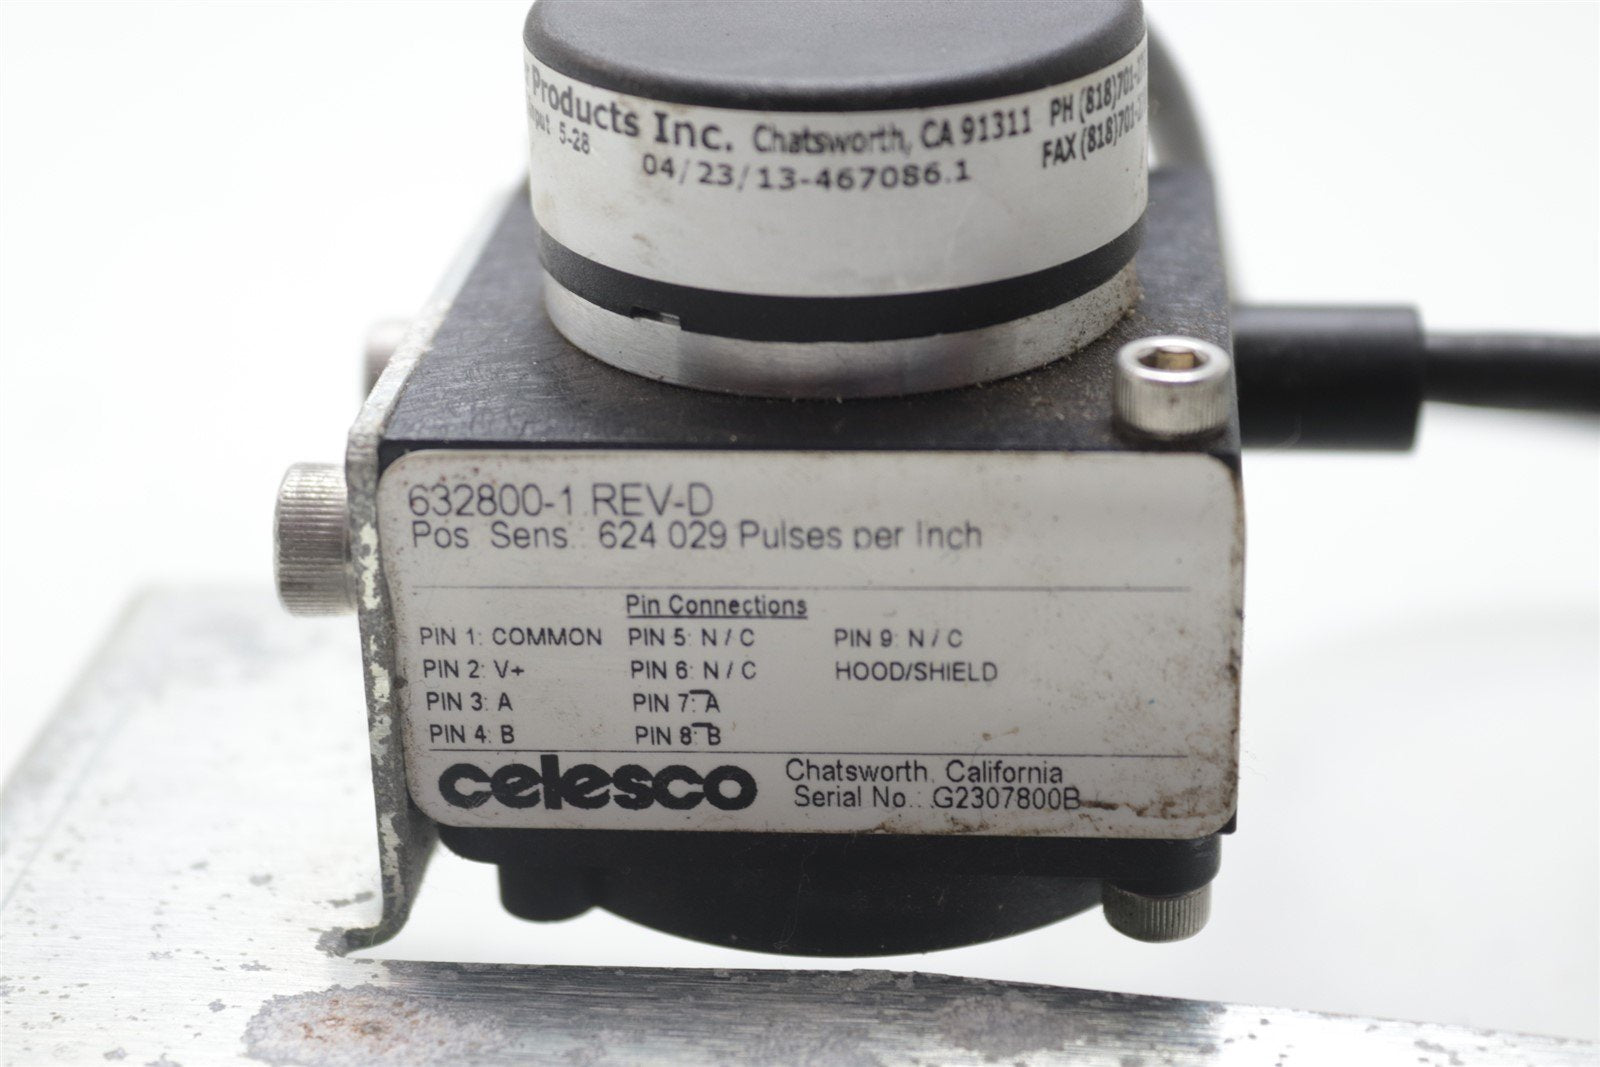 Products Inc. Chatsworth, CA 91311 PH (818)701-
5-28 04/23/13-467086.1 FAX (818)701-
632800-1 REV-D
Pos. Sens.: 624.029 Pulses per Inch
Pin Connections
PIN 1: COMMON PIN 5: N / C PIN 9: N / C
PIN 2: V+ PIN 6: N / C HOOD/SHIELD
PIN 3: A PIN 7: A̅
PIN 4: B PIN 8: B̅
celesco Chatsworth, California
Serial No.: G2307800B